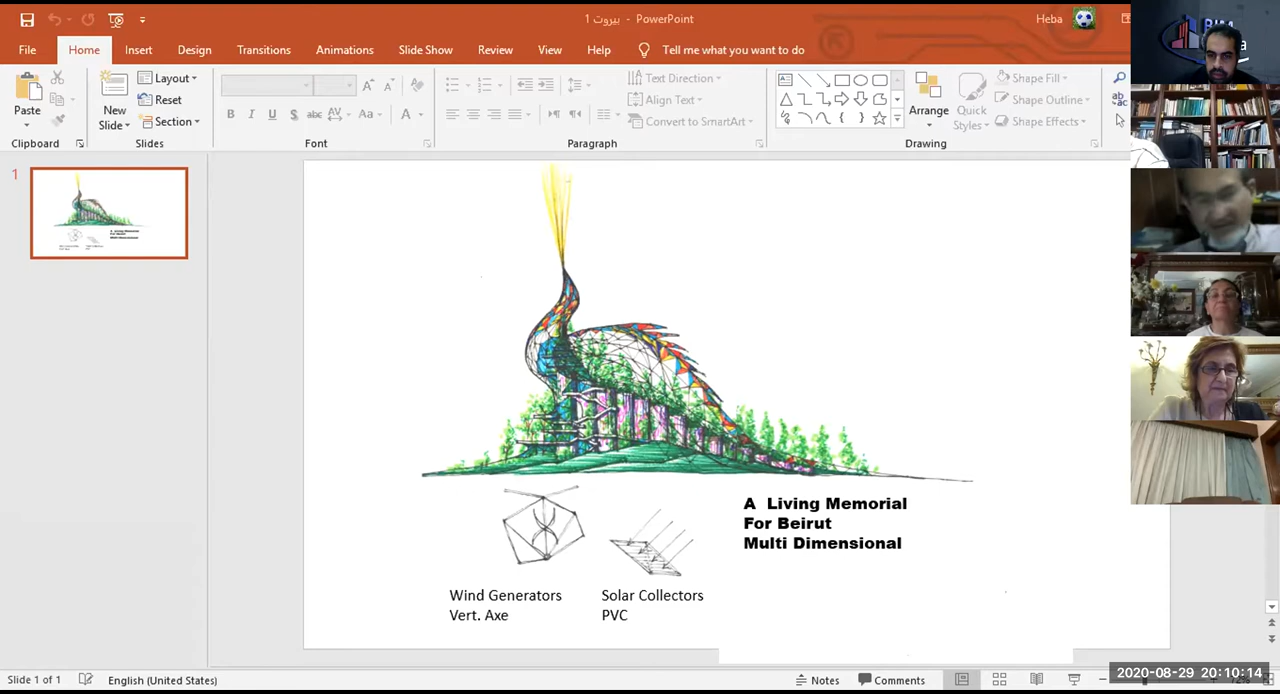 بيروت 1 - PowerPoint
Heba
File
Home
Insert
Design
Transitions
Animations
Slide Show
Review
View
Help
Tell me what you want to do
Paste
New
Slide
Layout
Reset
Section
B I U S abc AV Aa A
Text Direction
Align Text
Convert to SmartArt
Arrange
Quick
Styles
Shape Fill
Shape Outline
Shape Effects
Clipboard
Slides
Font
Paragraph
Drawing
1
A Living Memorial
For Beirut
Multi Dimensional
Wind Generators
Vert. Axe
Solar Collectors
PVC
Slide 1 of 1
English (United States)
Notes
Comments
2020-08-29 20:10:14